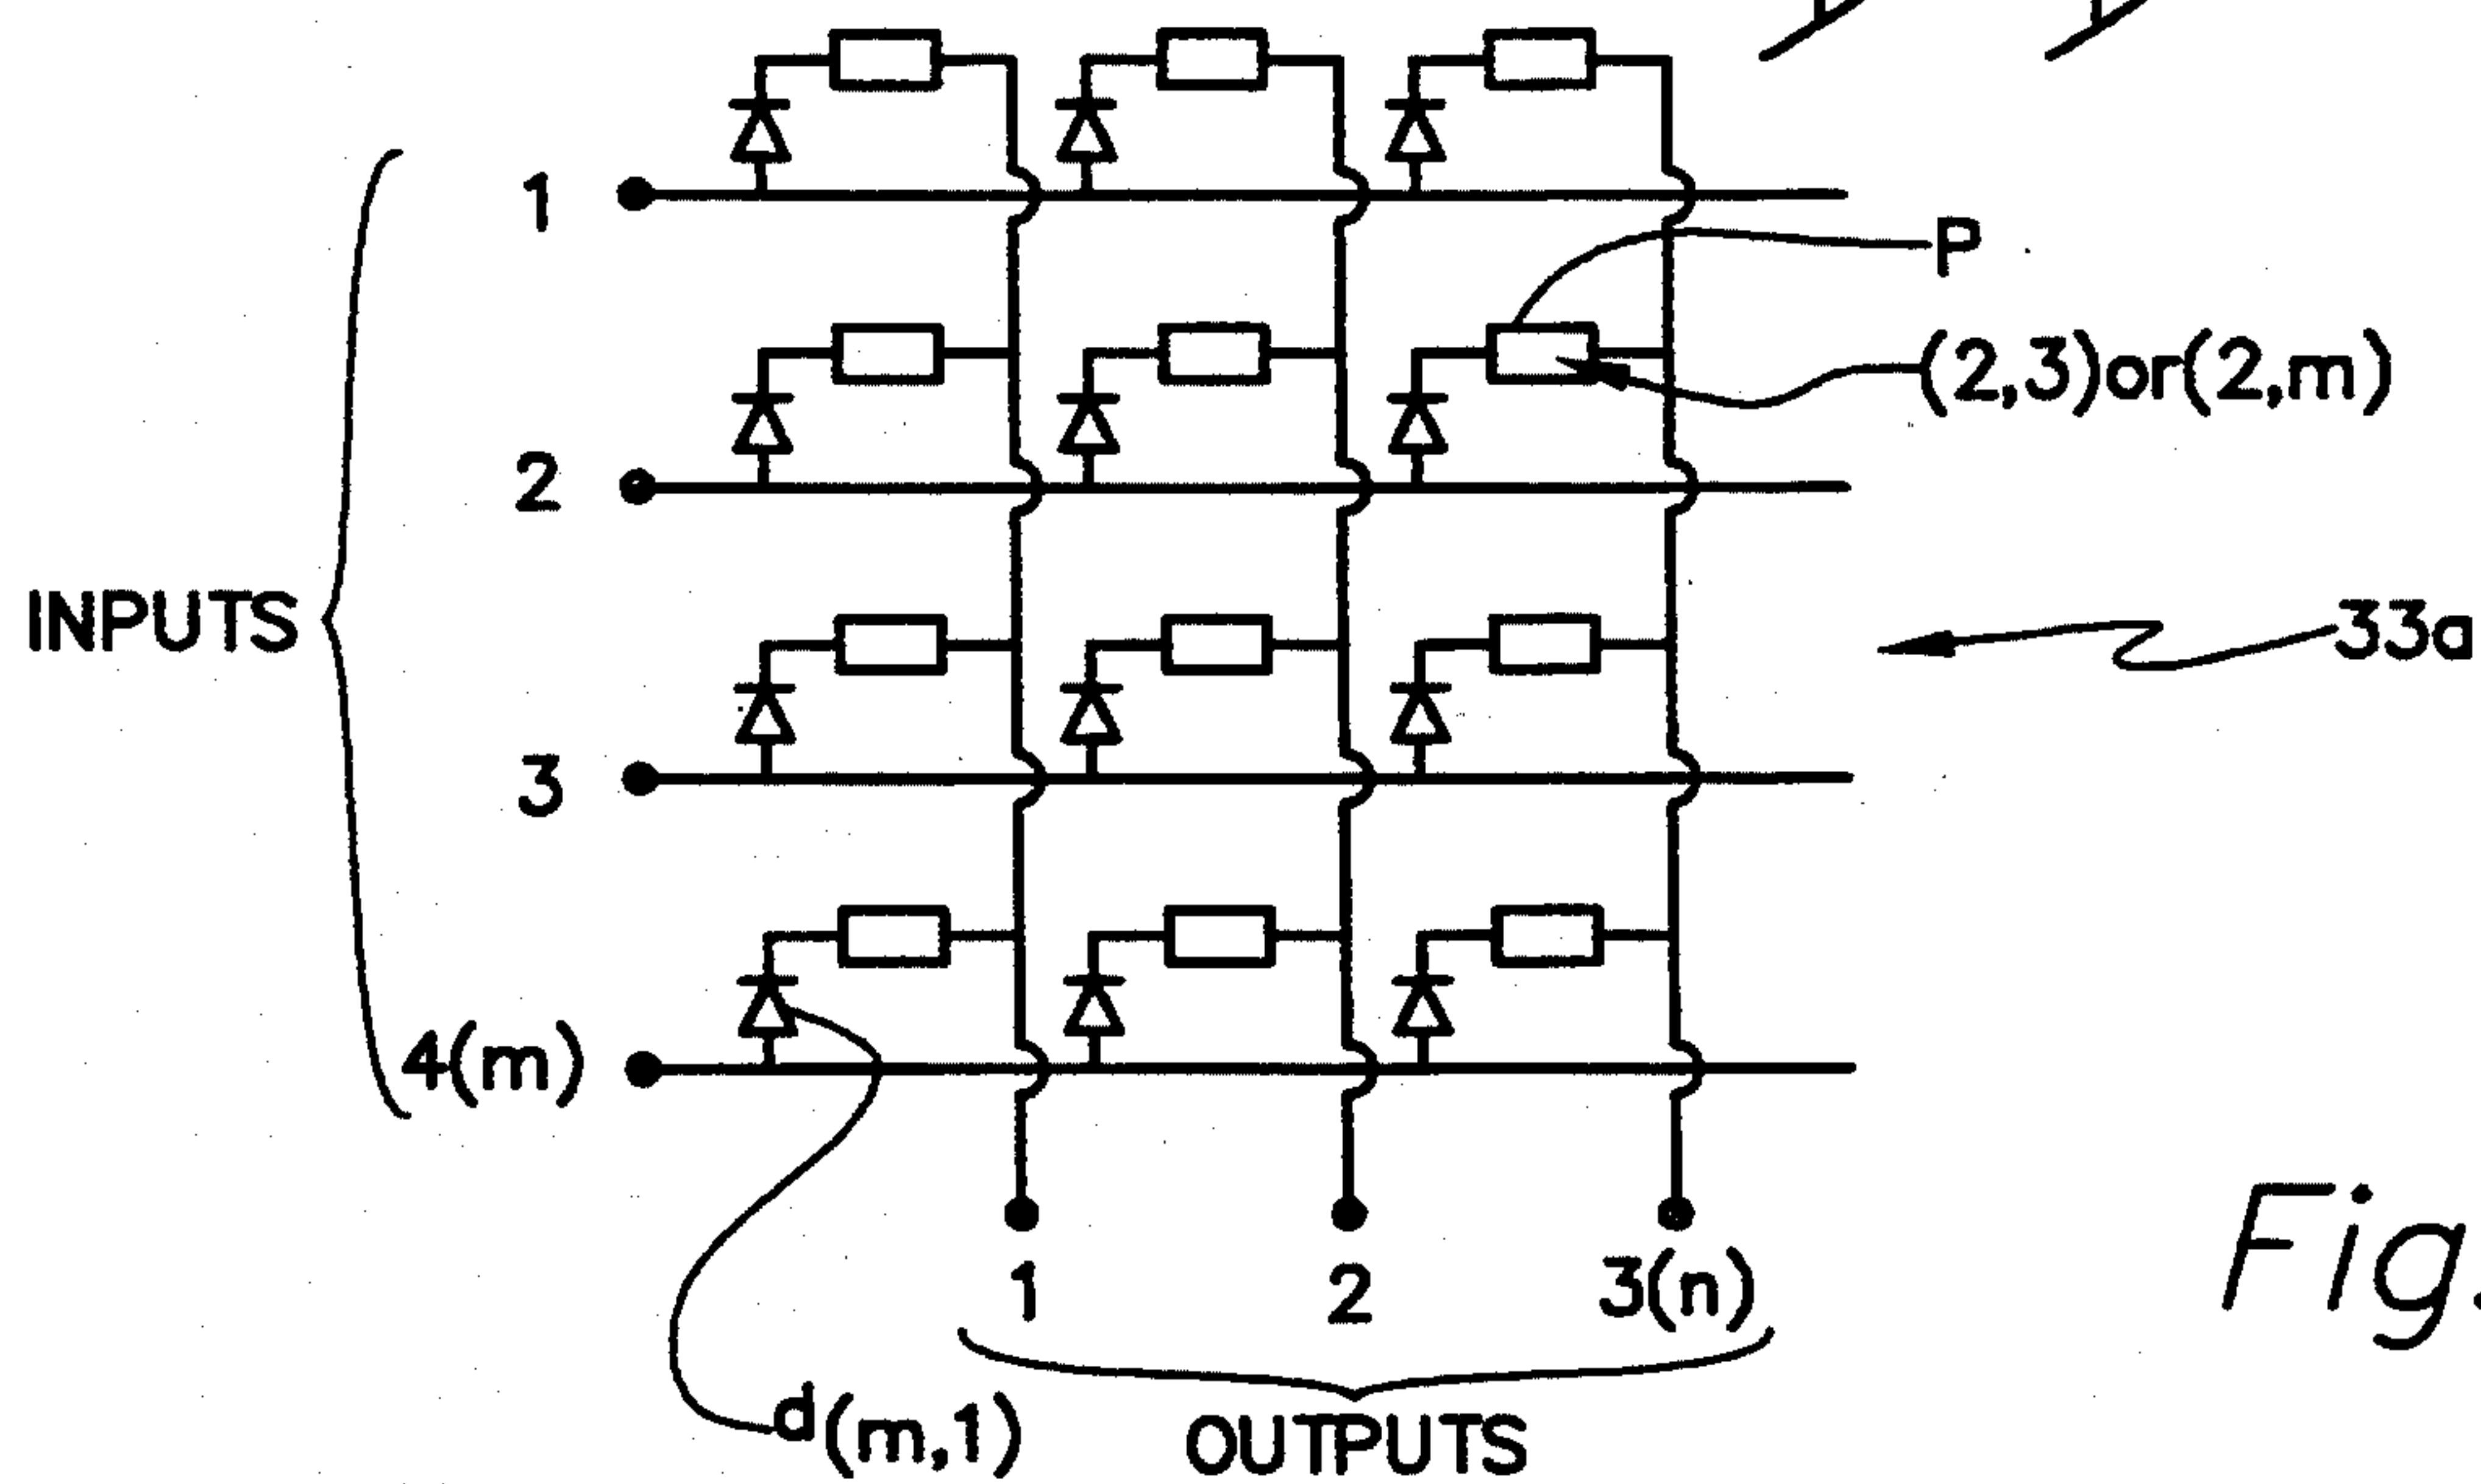 1
P
(2,3)or(2,m)
2
INPUTS
33a
3
4(m)
1 2 3(n)
Fig.
d(m,1)
OUTPUTS